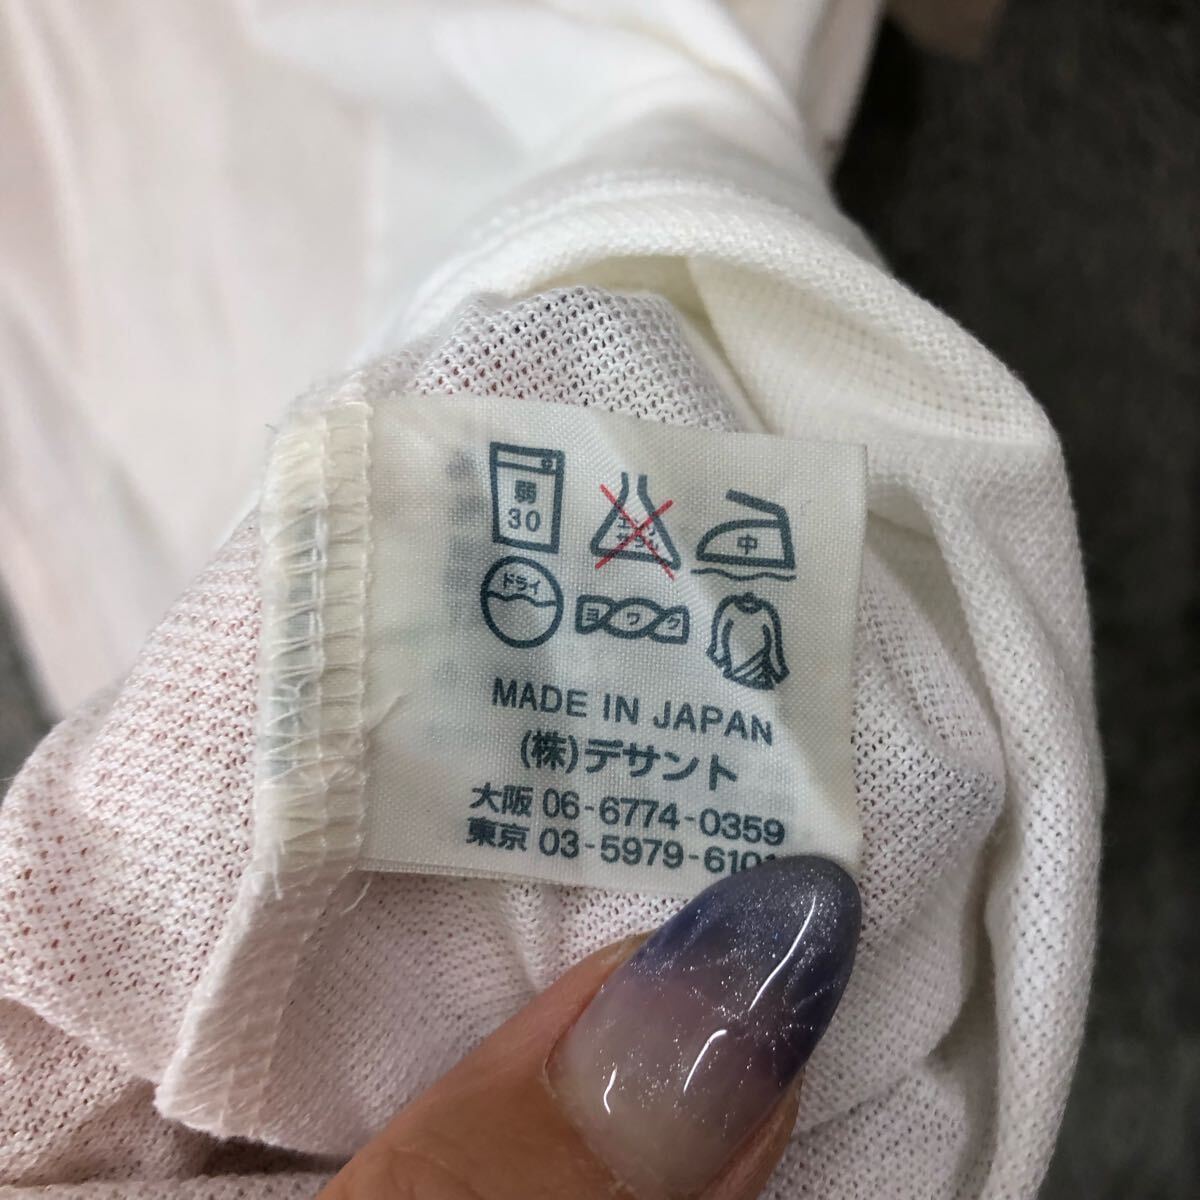 弱
30
中
ドライ
ヨワク
MADE IN JAPAN
(株)デサント
大阪 06-6774-0359
東京 03-5979-610